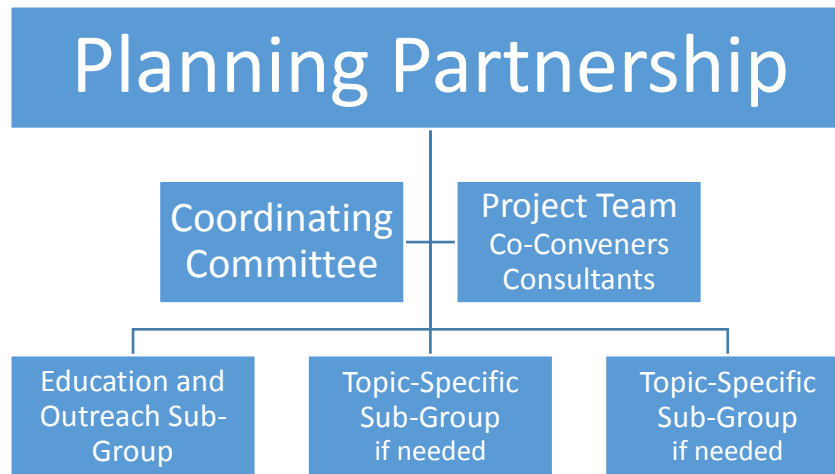 Planning Partnership
Coordinating
Committee
Project Team
Co-Conveners
Consultants
Education and
Outreach Sub-
Group
Topic-Specific
Sub-Group
if needed
Topic-Specific
Sub-Group
if needed